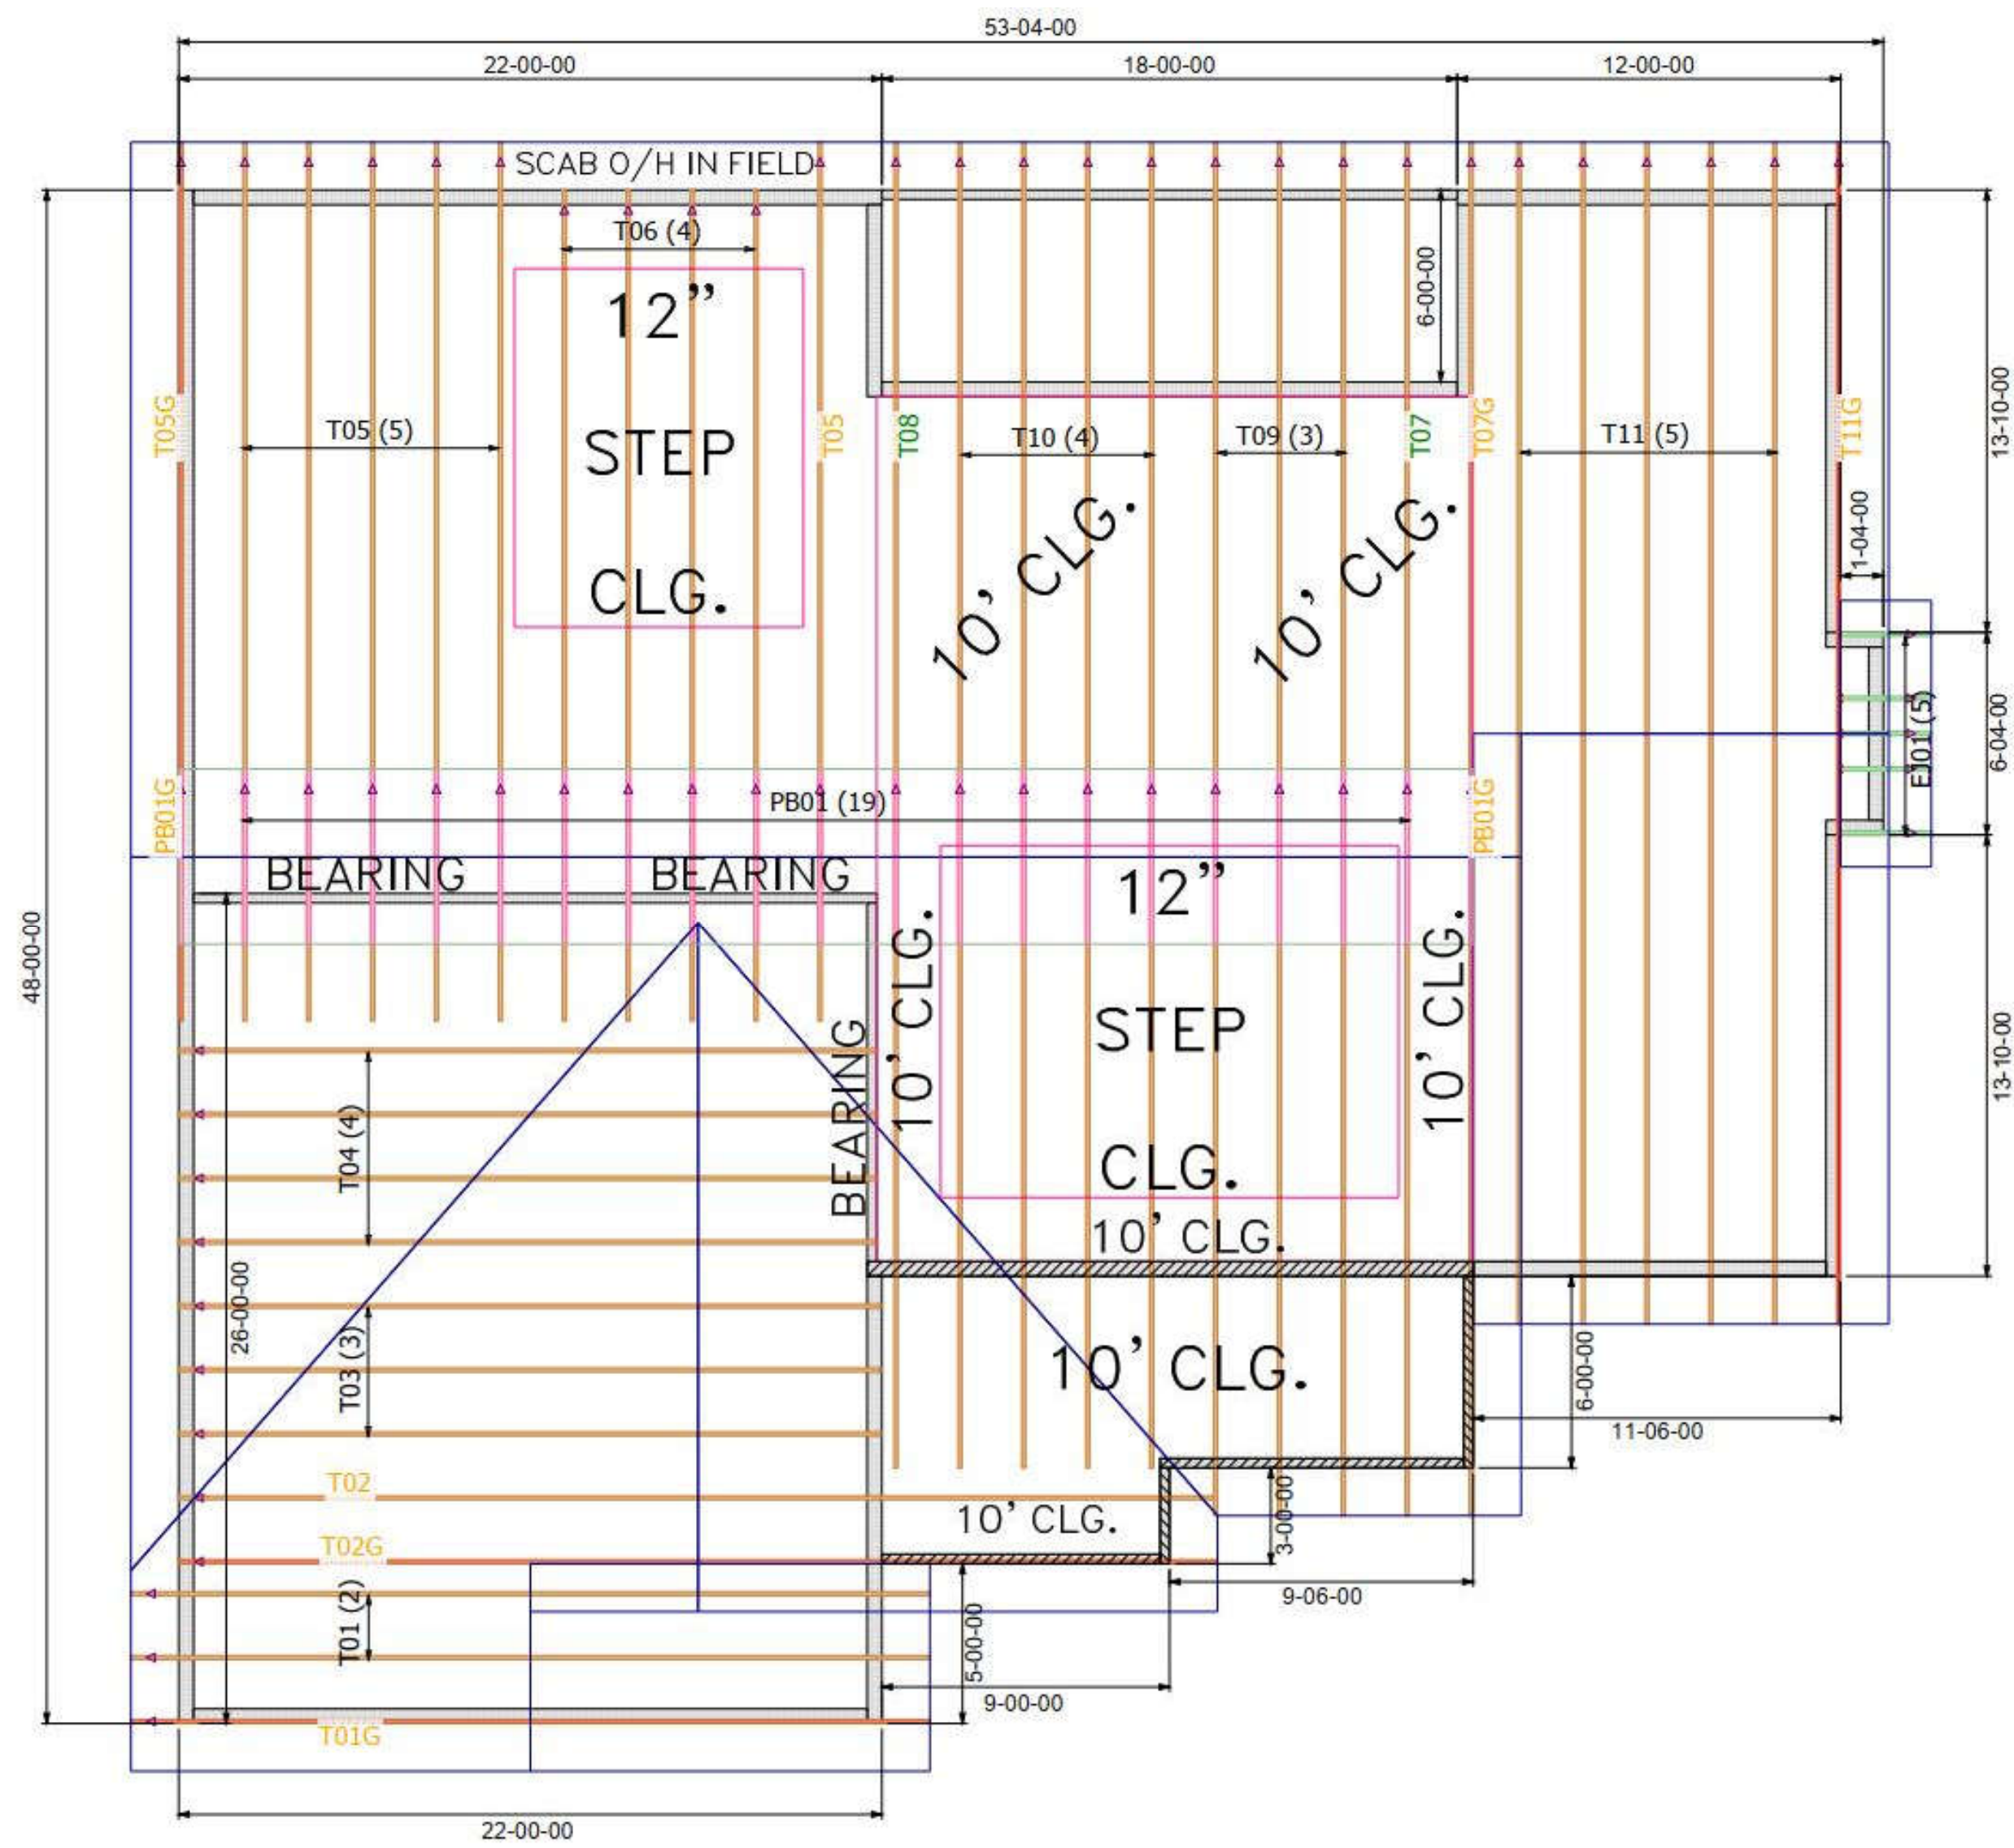 53-04-00
22-00-00
18-00-00
12-00-00
SCAB O/H IN FIELD
T06 (4)
12”
STEP
CLG.
6-00-00
T05G
T05 (5)
T05
T08
T10 (4)
T09 (3)
T07
T07G
T11 (5)
T11G
13-10-00
1-04-00
10’ CLG.
10’ CLG.
EJ01 (5)
6-04-00
PB01G
PB01 (19)
PB01G
BEARING
BEARING
48-00-00
12”
STEP
CLG.
10’ CLG.
10’ CLG.
10’ CLG.
BEARING
13-10-00
T04 (4)
26-00-00
T03 (3)
10’ CLG.
6-00-00
11-06-00
T02
10’ CLG.
3-00-00
T02G
9-06-00
T01 (2)
5-00-00
9-00-00
T01G
22-00-00